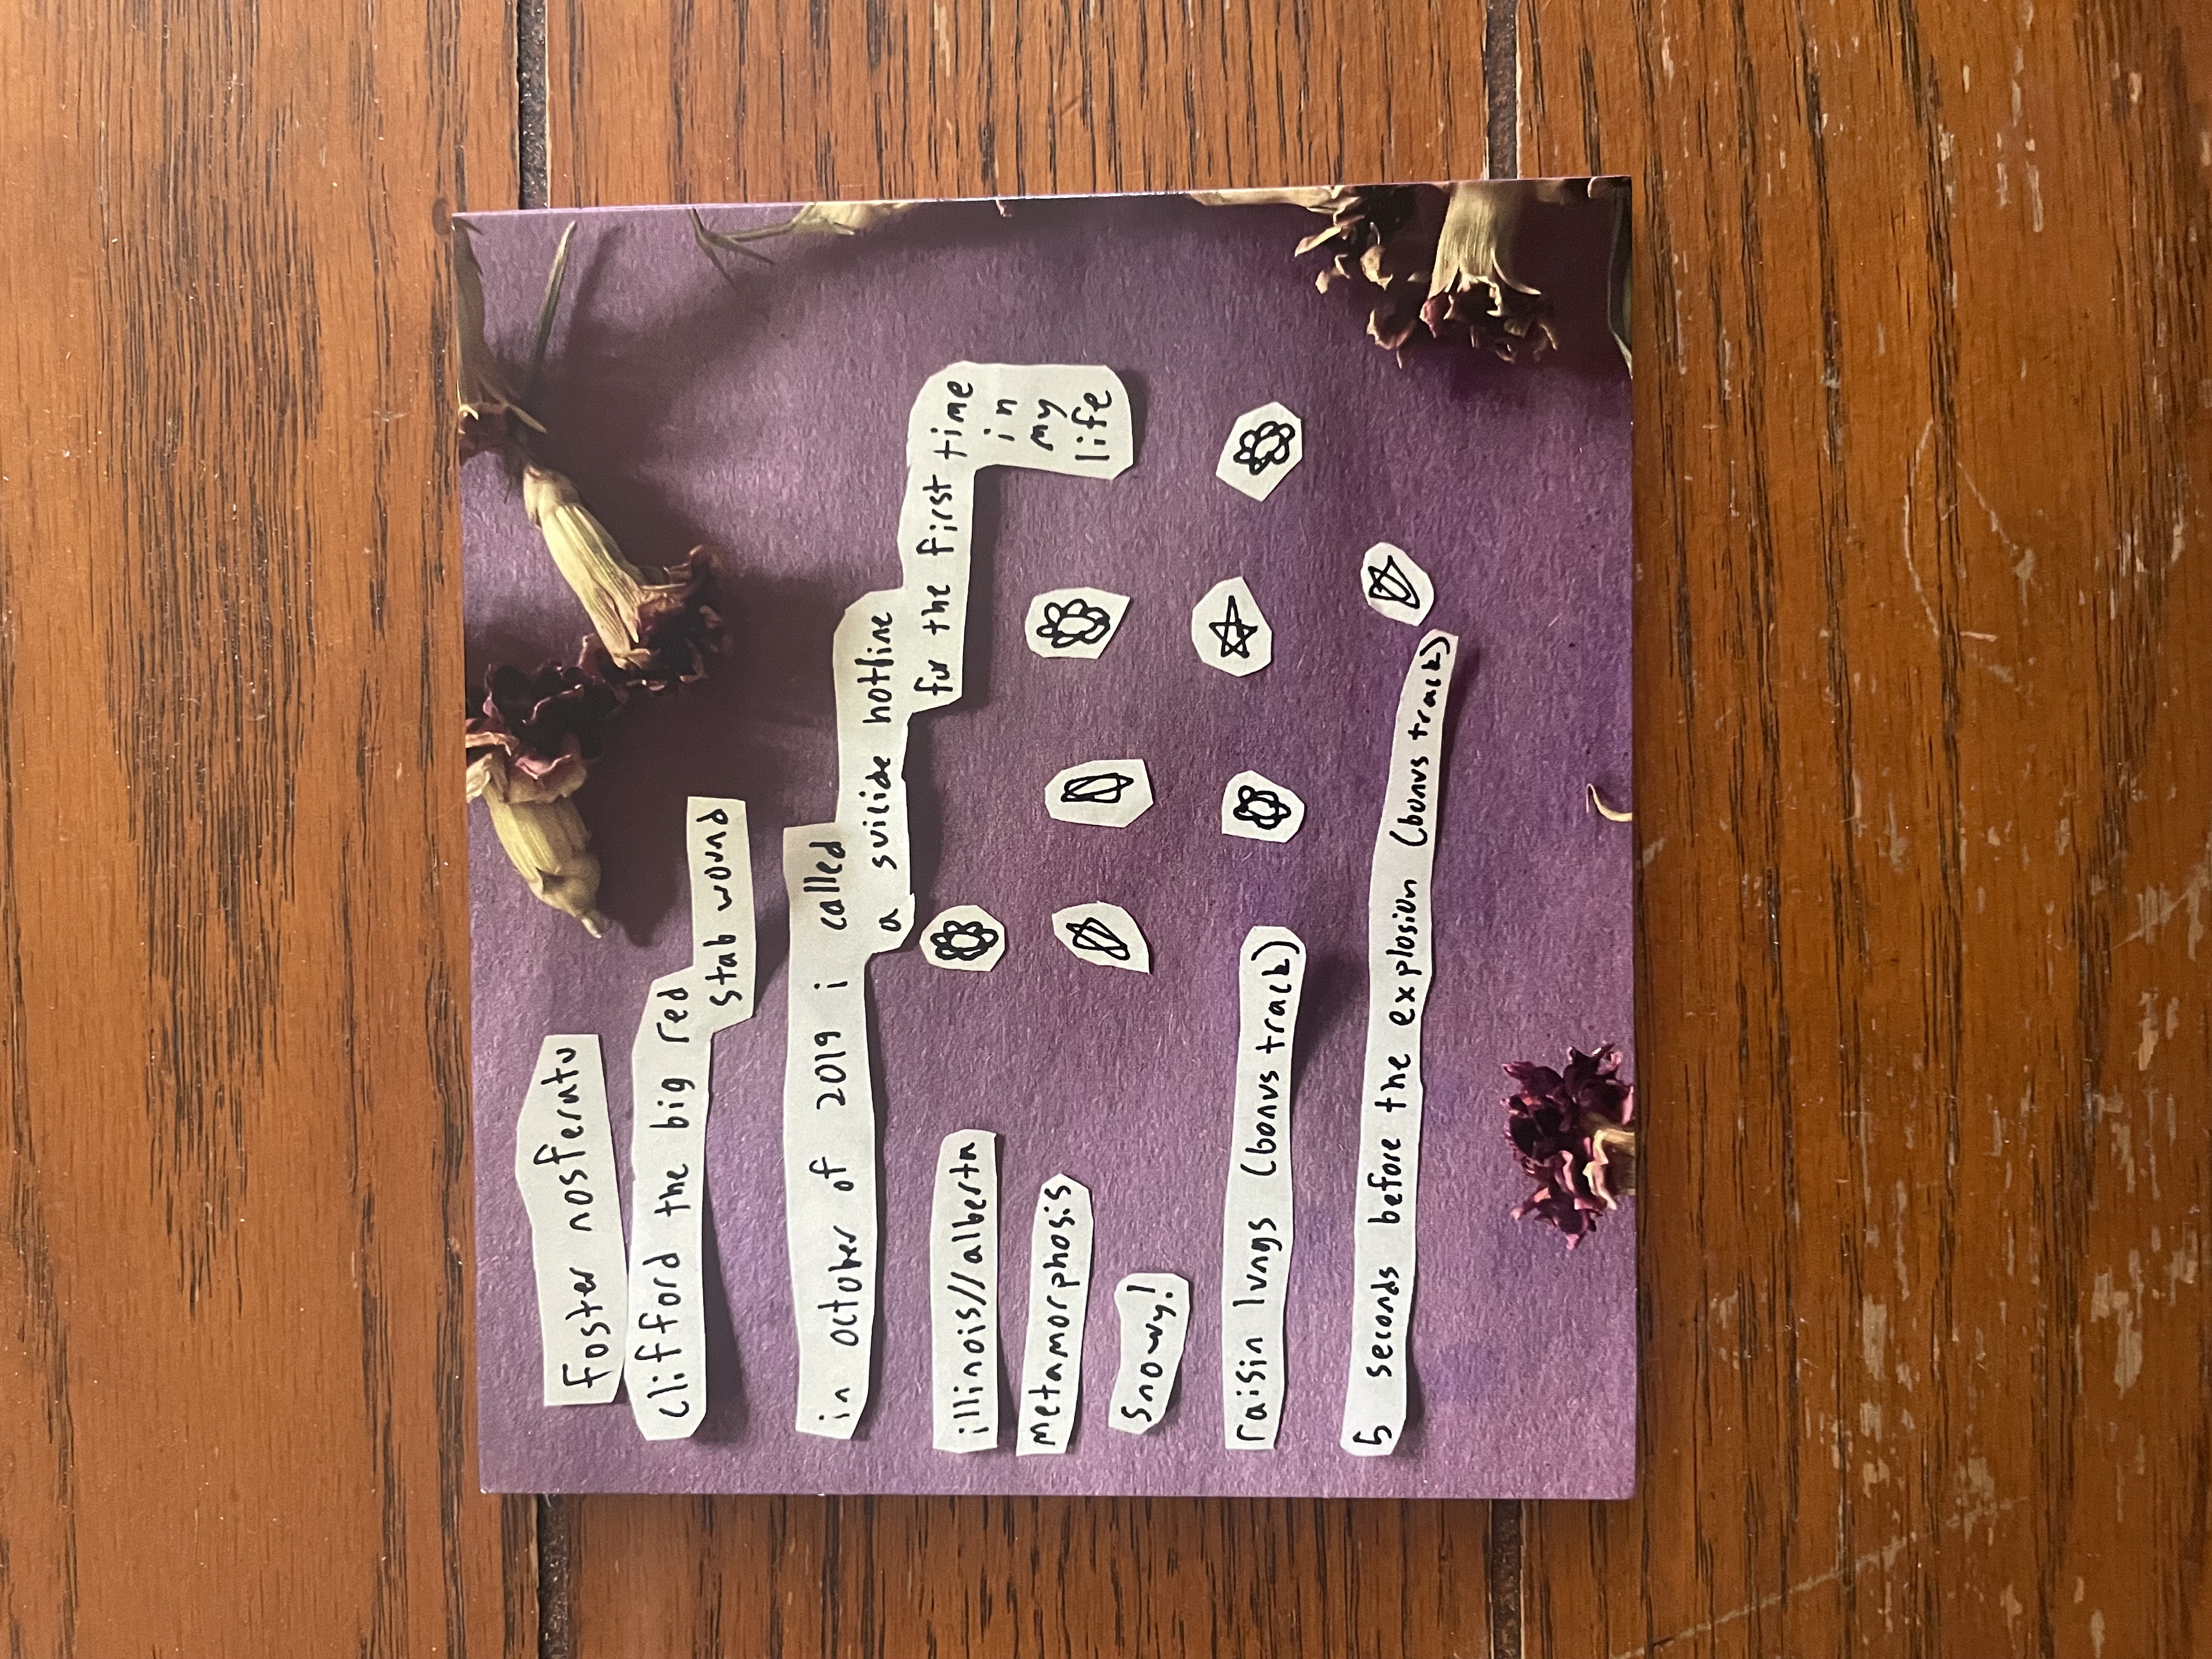 foster nosferatu
clifford the big red
stab wound
in october of 2019 i called
a suicide hotline
for the first time
in
my
life
illinois//alberta
metamorphosis
snowy!
raisin lungs (bonus track)
5 seconds before the explosion (bonus track)